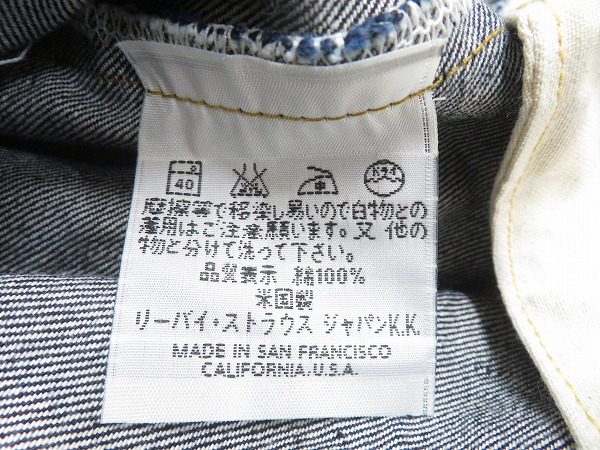 40 ドライ
摩擦等で移染し易いので白物との
着用はご注意願います。又 他の
物と分けて洗って下さい。
品質表示 綿100%
米国製
リーバイ・ストラウス ジャパンK.K.
MADE IN SAN FRANCISCO
CALIFORNIA.U.S.A.